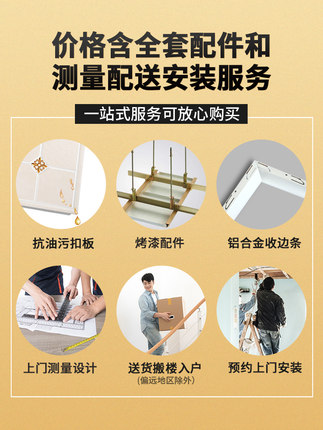 价格含全套配件和
测量配送安装服务
一站式服务可放心购买
抗油污扣板
烤漆配件
铝合金收边条
上门测量设计
送货搬楼入户
(偏远地区除外)
预约上门安装